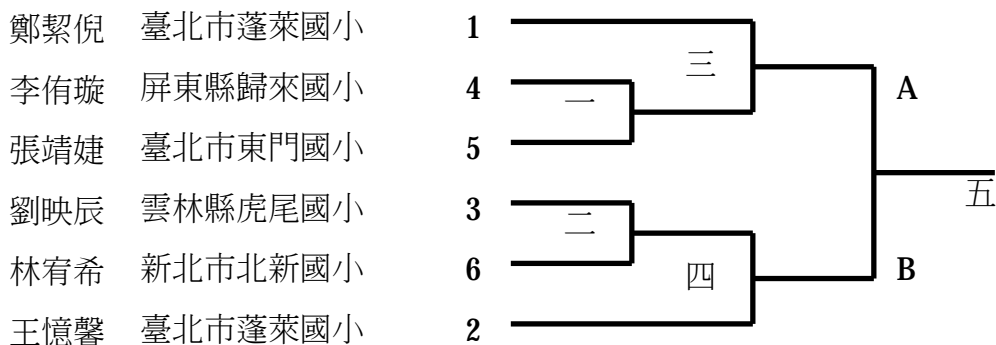 鄭絜倪 臺北市蓬萊國小 1
三
李侑璇 屏東縣歸來國小 4 A
一
張靖婕 臺北市東門國小 5
五
劉映辰 雲林縣虎尾國小 3
二
林宥希 新北市北新國小 6 四 B
王憶馨 臺北市蓬萊國小 2